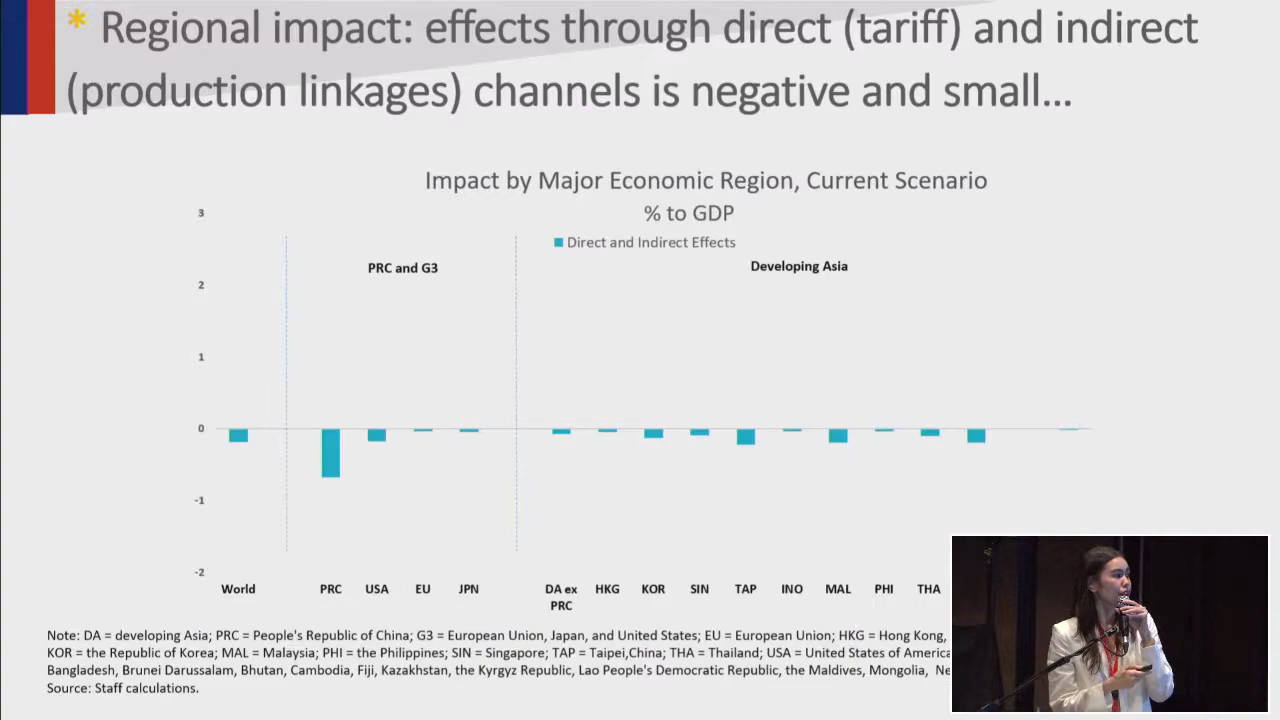 * Regional impact: effects through direct (tariff) and indirect
(production linkages) channels is negative and small...
Impact by Major Economic Region, Current Scenario
% to GDP
Direct and Indirect Effects
PRC and G3
Developing Asia
3
2
1
0
-1
-2
World PRC USA EU JPN DA ex PRC HKG KOR SIN TAP INO MAL PHI THA
Note: DA = developing Asia; PRC = People's Republic of China; G3 = European Union, Japan, and United States; EU = European Union; HKG = Hong Kong,
KOR = the Republic of Korea; MAL = Malaysia; PHI = the Philippines; SIN = Singapore; TAP = Taipei,China; THA = Thailand; USA = United States of America
Bangladesh, Brunei Darussalam, Bhutan, Cambodia, Fiji, Kazakhstan, the Kyrgyz Republic, Lao People's Democratic Republic, the Maldives, Mongolia,
Source: Staff calculations.